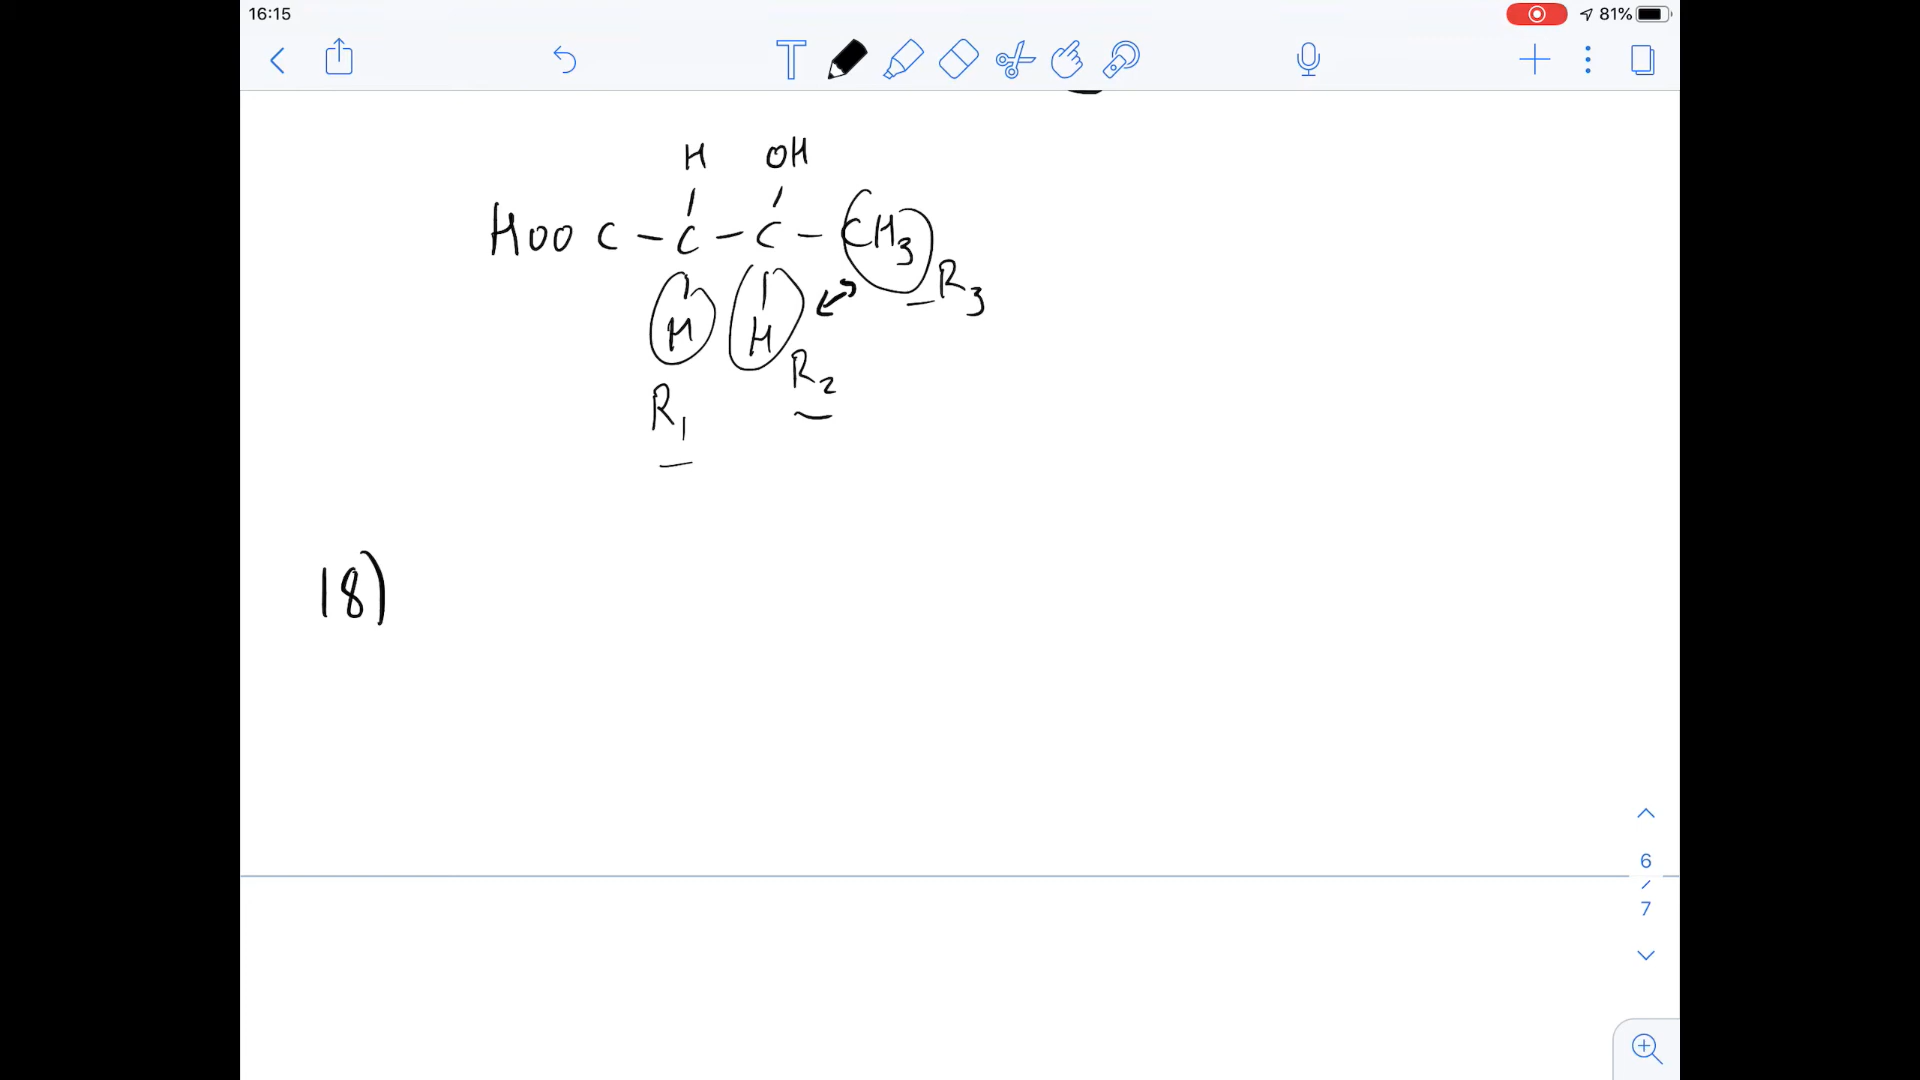 16:15
81%
H OH
HOOC - C - C - CH3
H H
R3
R2
R1
18)
6
/
7